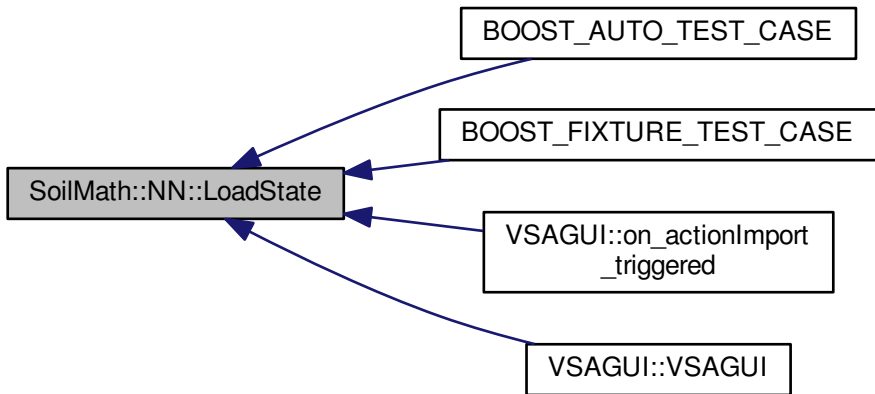 BOOST_AUTO_TEST_CASE
BOOST_FIXTURE_TEST_CASE
SoilMath::NN::LoadState
VSAGUI::on_actionImport
_triggered
VSAGUI::VSAGUI